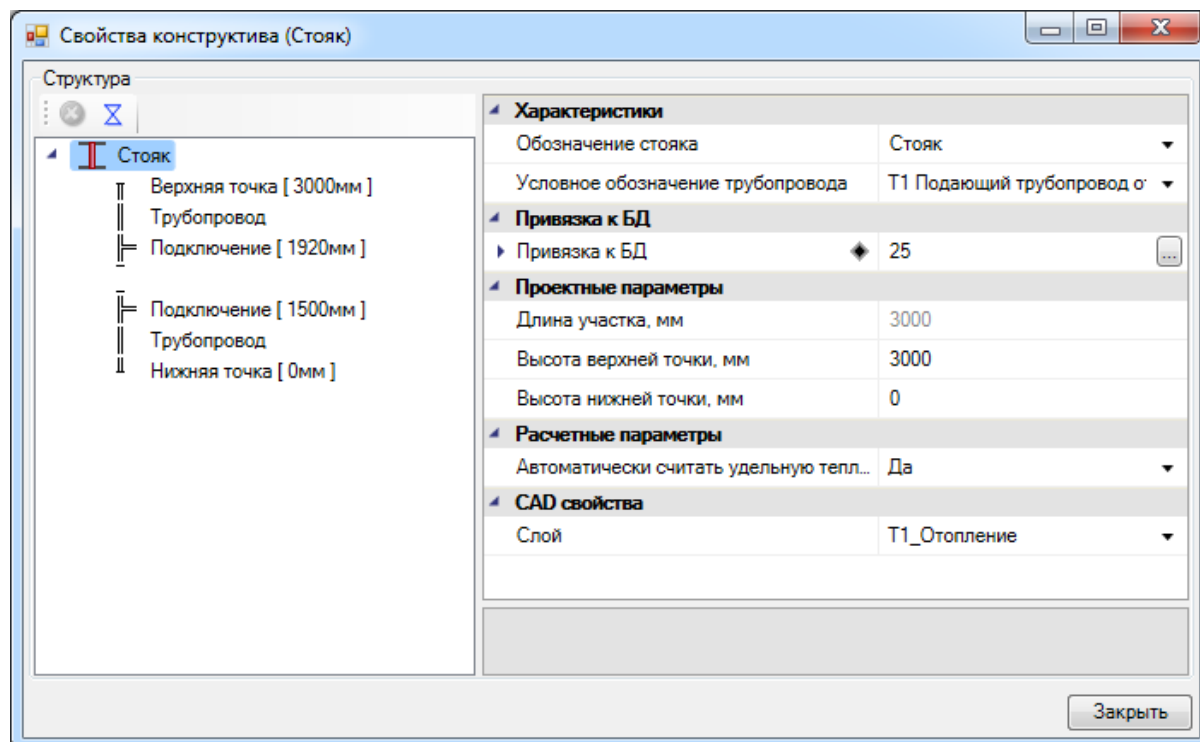 Свойства конструктива (Стояк)
Структура
Стояк
Верхняя точка [ 3000мм ]
Трубопровод
Подключение [ 1920мм ]
Подключение [ 1500мм ]
Трубопровод
Нижняя точка [ 0мм ]
Характеристики
Обозначение стояка Стояк
Условное обозначение трубопровода Т1 Подающий трубопровод от
Привязка к БД
Привязка к БД 25 ...
Проектные параметры
Длина участка, мм 3000
Высота верхней точки, мм 3000
Высота нижней точки, мм 0
Расчетные параметры
Автоматически считать удельную тепл... Да
CAD свойства
Слой Т1_Отопление
Закрыть